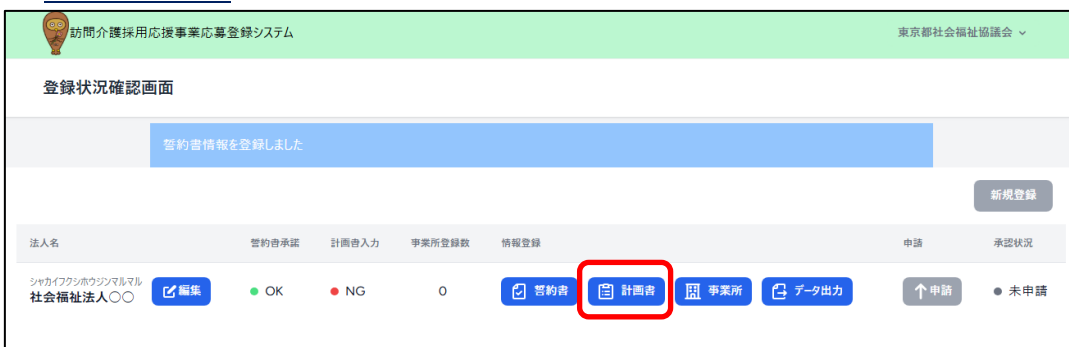 訪問介護採用応援事業応募登録システム
東京都社会福祉協議会
登録状況確認画面
誓約書情報を登録しました
新規登録
法人名 誓約書承諾 計画書入力 事業所登録数 情報登録 申請 承認状況
シャカイフクシホウジンマルマル
社会福祉法人○○ 編集 OK NG 0 誓約書 計画書 事業所 データ出力 申請 未申請